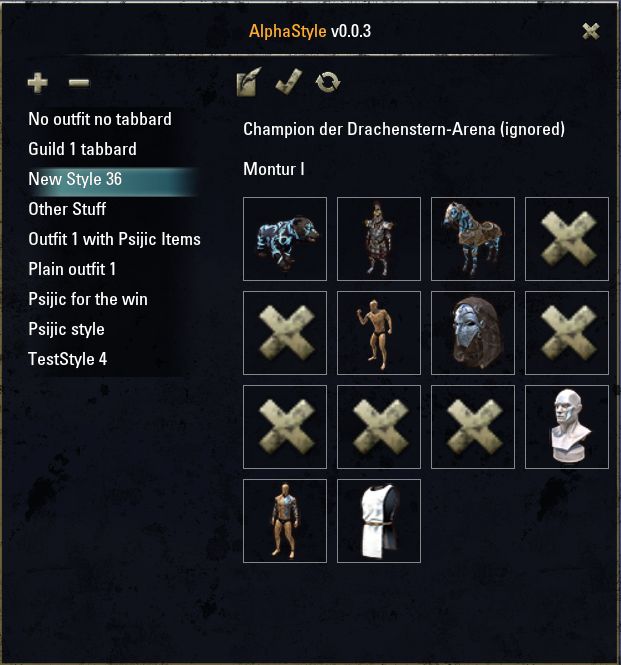 AlphaStyle v0.0.3
No outfit no tabbard
Guild 1 tabbard
New Style 36
Other Stuff
Outfit 1 with Psijic Items
Plain outfit 1
Psijic for the win
Psijic style
TestStyle 4
Champion der Drachenstern-Arena (ignored)
Montur I